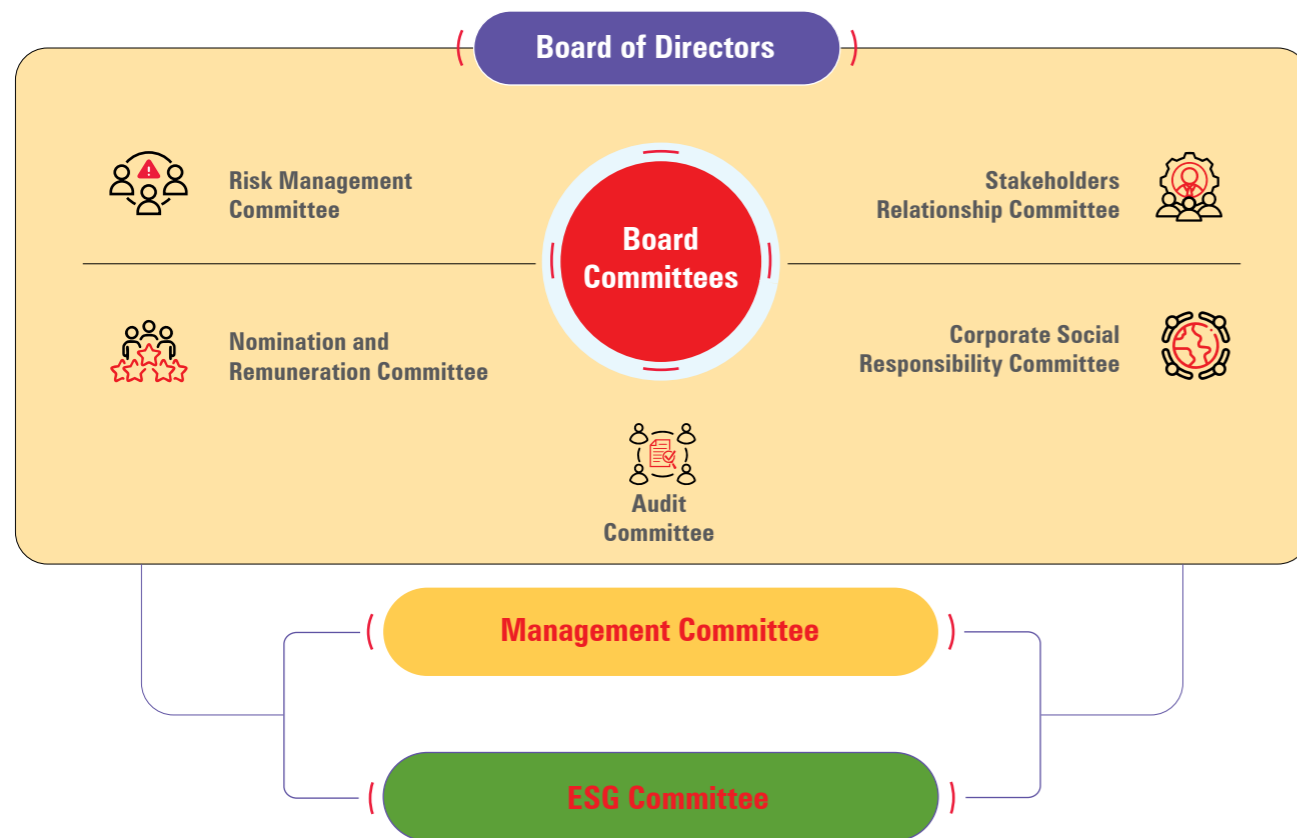 Board of Directors
Risk Management
Committee
Board
Committees
Stakeholders
Relationship Committee
Nomination and
Remuneration Committee
Corporate Social
Responsibility Committee
Audit
Committee
Management Committee
ESG Committee